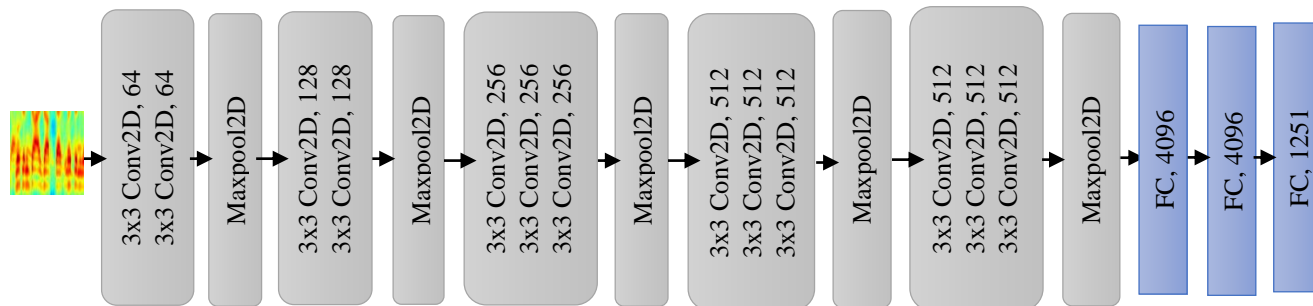 3x3 Conv2D, 64
3x3 Conv2D, 64
Maxpool2D
3x3 Conv2D, 128
3x3 Conv2D, 128
Maxpool2D
3x3 Conv2D, 256
3x3 Conv2D, 256
3x3 Conv2D, 256
Maxpool2D
3x3 Conv2D, 512
3x3 Conv2D, 512
3x3 Conv2D, 512
Maxpool2D
3x3 Conv2D, 512
3x3 Conv2D, 512
3x3 Conv2D, 512
Maxpool2D
FC, 4096
FC, 4096
FC, 1251